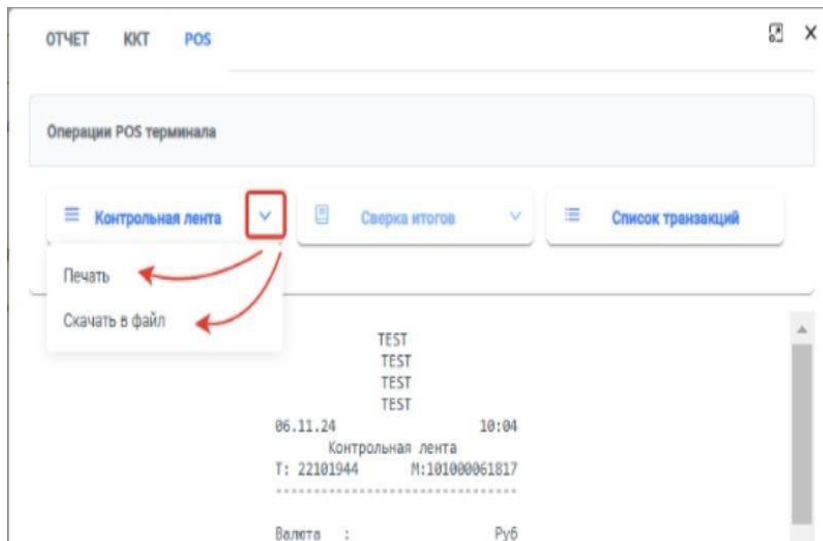 ОТЧЕТ ККТ POS
Операции POS терминала
Контрольная лента Сверка итогов Список транзакций
Печать
Скачать в файл
TEST
TEST
TEST
TEST
06.11.24 10:04
Контрольная лента
Т: 22101944 М:101000061817
--------------------------------
Валюта : Руб